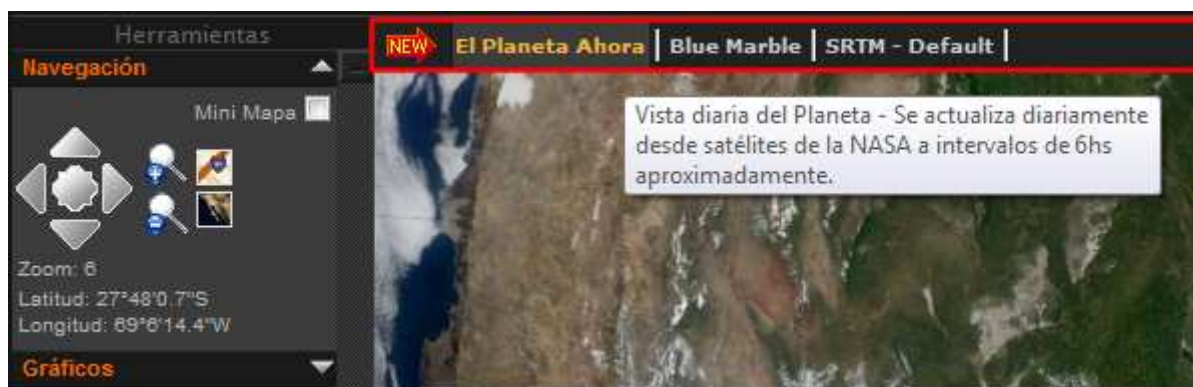 Herramientas
Navegación
Mini Mapa
Zoom: 6
Latitud: 27°48'0.7"S
Longitud: 69°6'14.4"W
Gráficos
NEW El Planeta Ahora | Blue Marble | SRTM - Default |
Vista diaria del Planeta - Se actualiza diariamente
desde satélites de la NASA a intervalos de 6hs
aproximadamente.